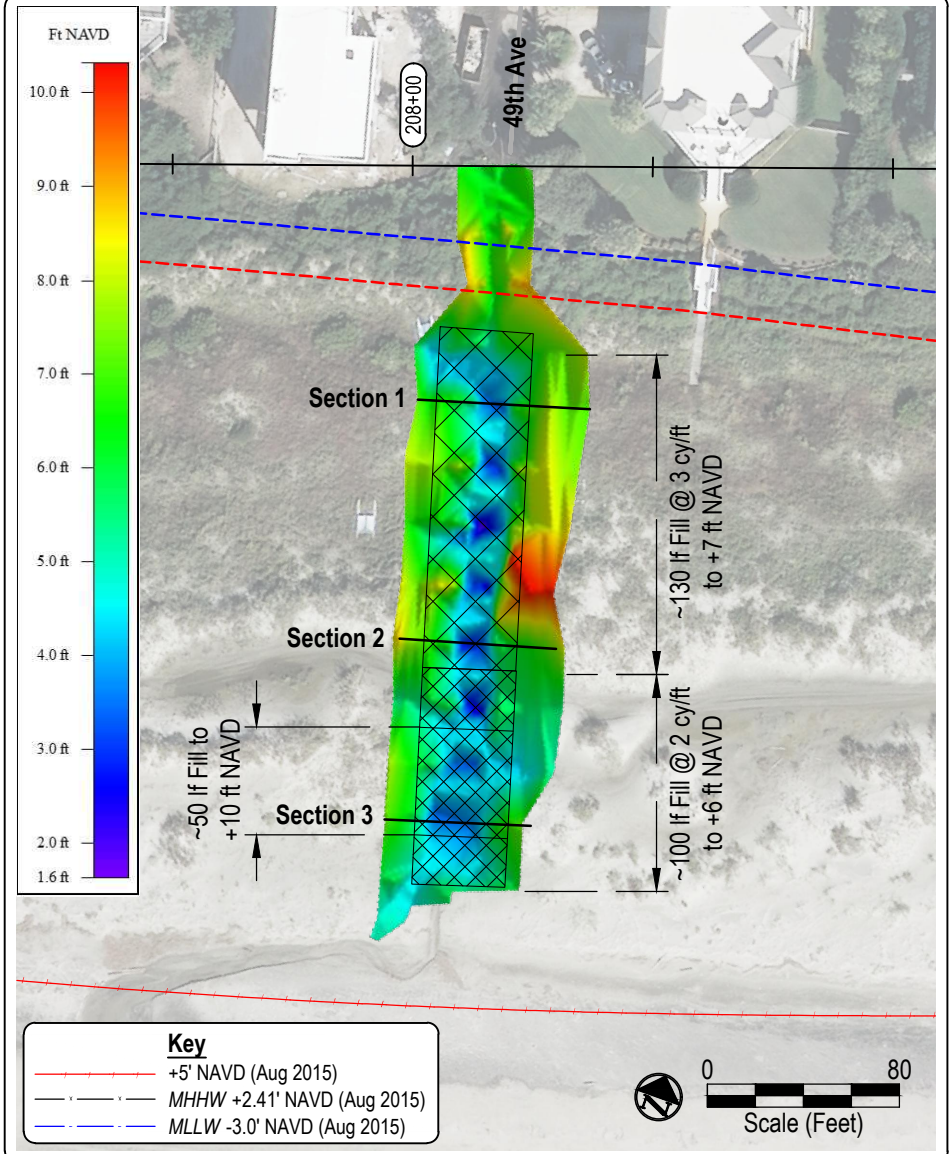 Ft NAVD
10.0 ft
9.0 ft
8.0 ft
7.0 ft
6.0 ft
5.0 ft
4.0 ft
3.0 ft
2.0 ft
1.6 ft
208+00
49th Ave
Section 1
Section 2
Section 3
~130 lf Fill @ 3 cy/ft
to +7 ft NAVD
~100 lf Fill @ 2 cy/ft
to +6 ft NAVD
~50 lf Fill to
+10 ft NAVD
Key
+5' NAVD (Aug 2015)
MHHW +2.41' NAVD (Aug 2015)
MLLW -3.0' NAVD (Aug 2015)
N
0 80
Scale (Feet)